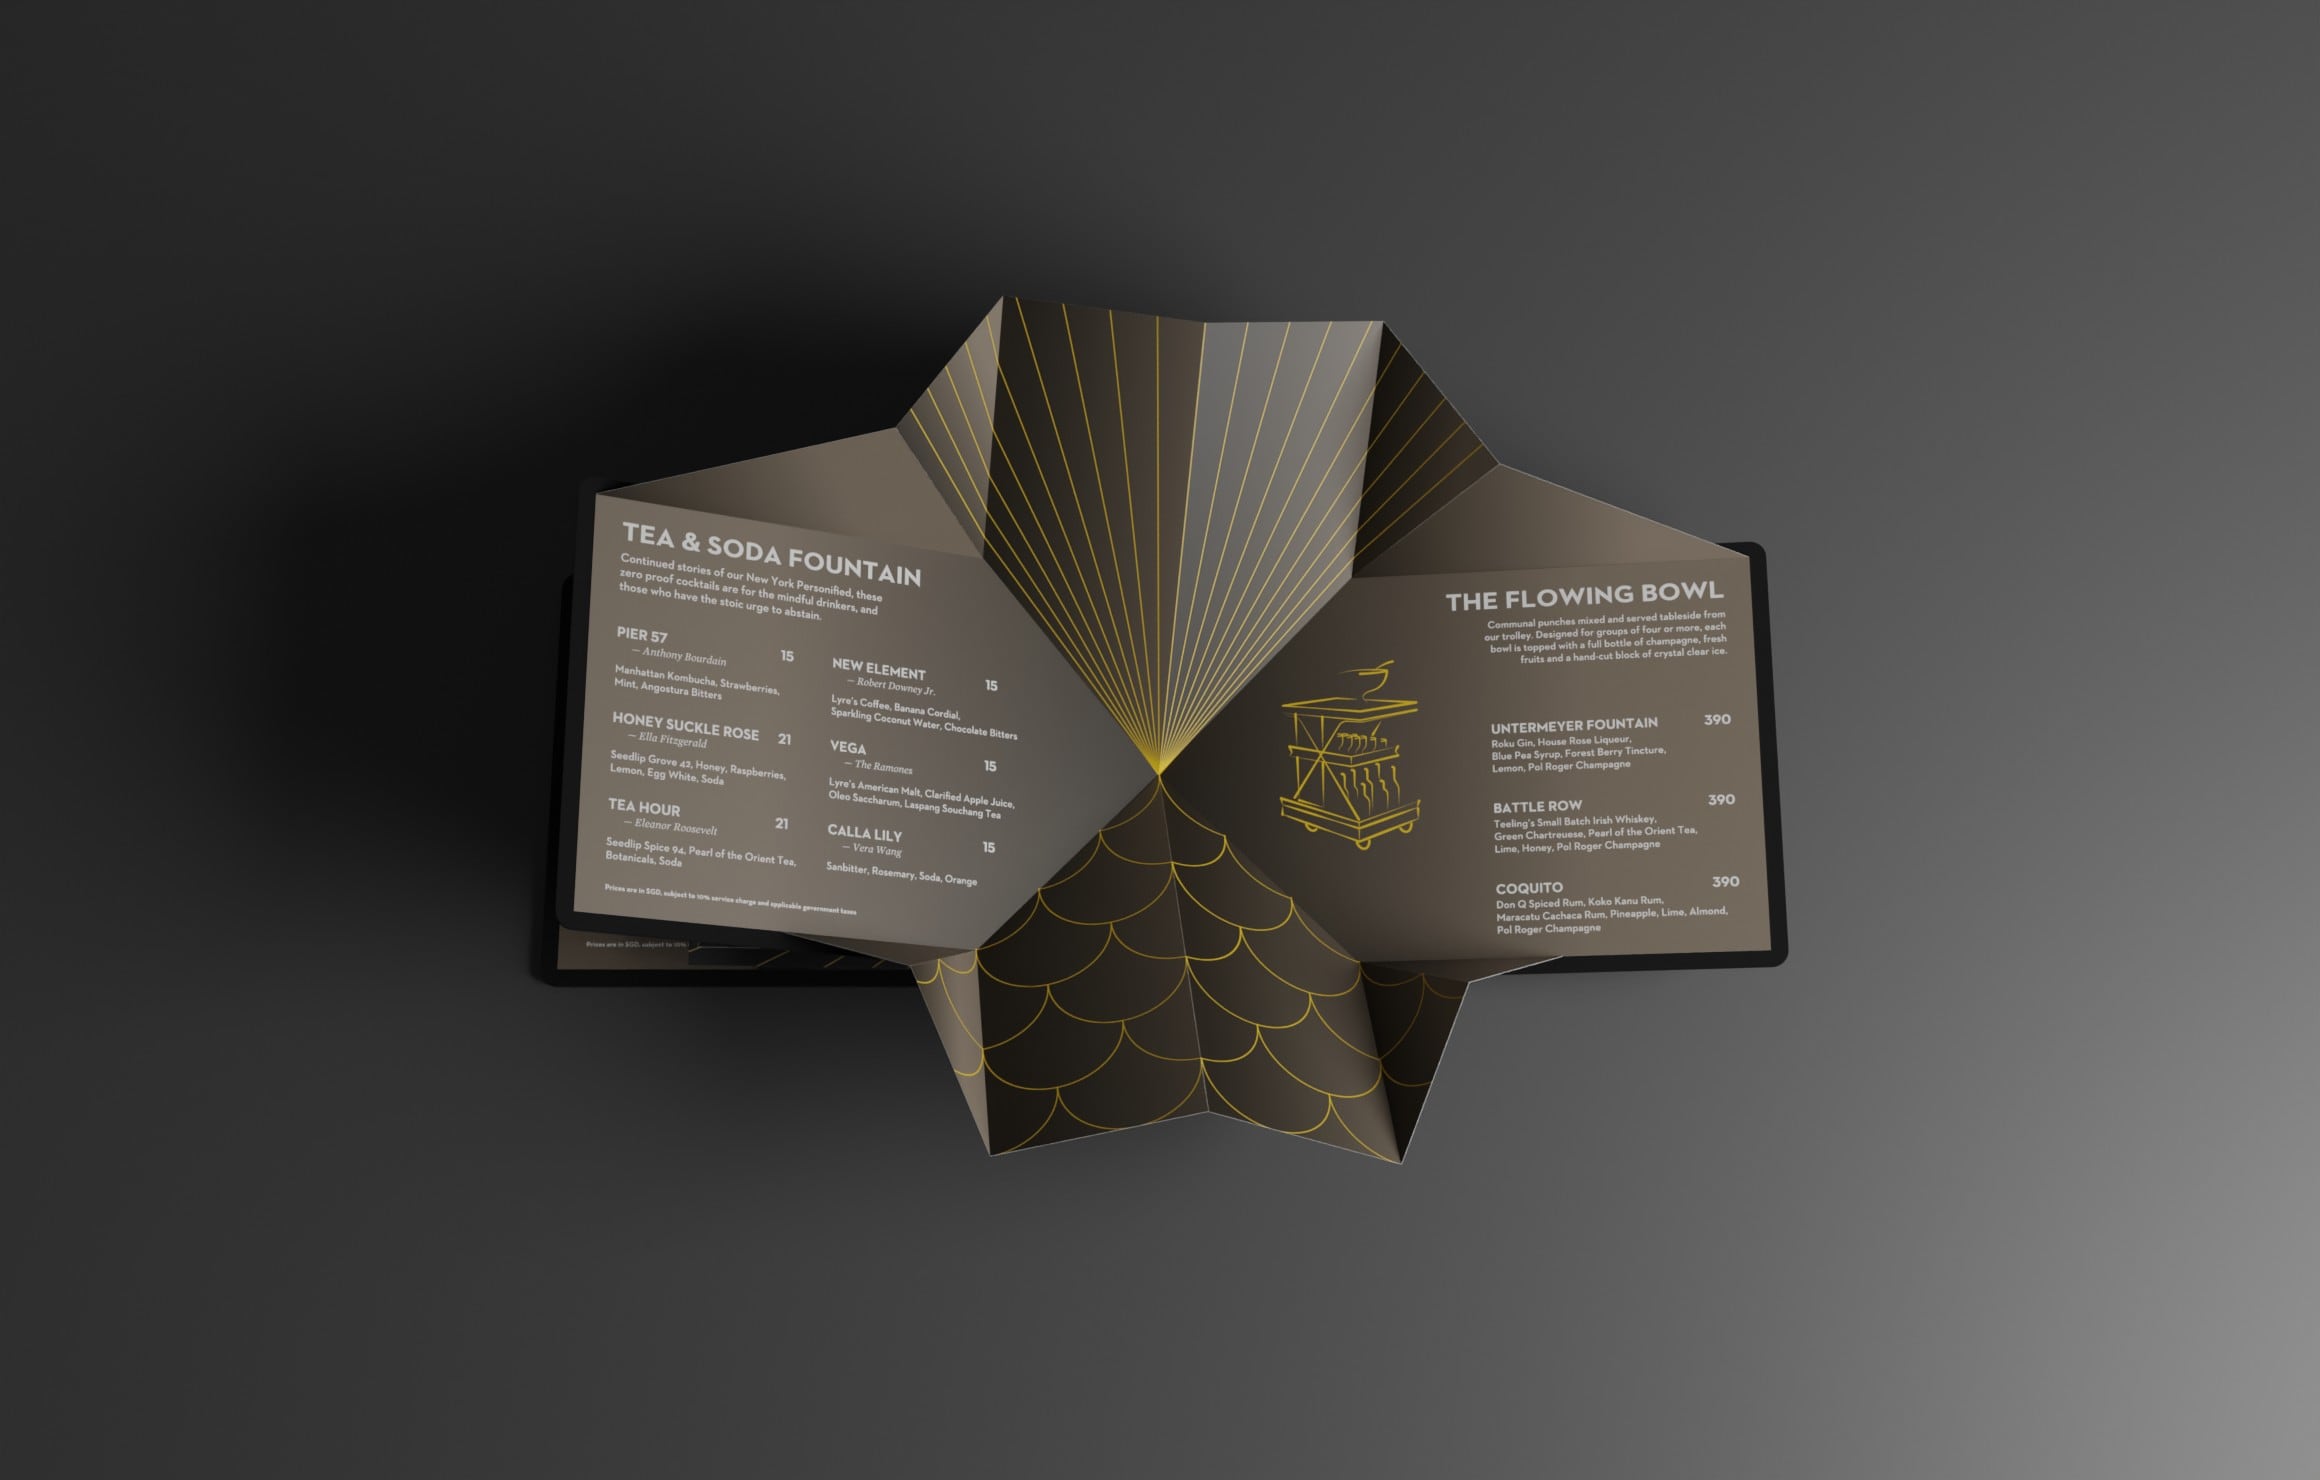 TEA & SODA FOUNTAIN
Continued stories of our New York Personified, these
zero proof cocktails are for the mindful drinkers, and
those who have the stoic urge to abstain.
PIER 57
— Anthony Bourdain 15
Manhattan Kombucha, Strawberries,
Mint, Angostura Bitters
HONEY SUCKLE ROSE 21
— Ella Fitzgerald
Seedlip Grove 42, Honey, Raspberries,
Lemon, Egg White, Soda
TEA HOUR
— Eleanor Roosevelt 21
Seedlip Spice 94, Pearl of the Orient Tea,
Botanicals, Soda
NEW ELEMENT
— Robert Downey Jr. 15
Lyre's Coffee, Banana Cordial,
Sparkling Coconut Water, Chocolate Bitters
VEGA
— The Ramones 15
Lyre's American Malt, Clarified Apple Juice,
Oleo Saccharum, Laspang Souchang Tea
CALLA LILY
— Vera Wang 15
Sanbitter, Rosemary, Soda, Orange
Prices are in SGD, subject to 10% service charge and applicable government taxes
Prices are in SGD, subject to 10%
THE FLOWING BOWL
Communal punches mixed and served tableside from
our trolley. Designed for groups of four or more, each
bowl is topped with a full bottle of champagne, fresh
fruits and a hand-cut block of crystal clear ice.
UNTERMEYER FOUNTAIN 390
Roku Gin, House Rose Liqueur,
Blue Pea Syrup, Forest Berry Tincture,
Lemon, Pol Roger Champagne
BATTLE ROW 390
Teeling's Small Batch Irish Whiskey,
Green Chartreuese, Pearl of the Orient Tea,
Lime, Honey, Pol Roger Champagne
COQUITO 390
Don Q Spiced Rum, Koko Kanu Rum,
Maracatu Cachaca Rum, Pineapple, Lime, Almond,
Pol Roger Champagne